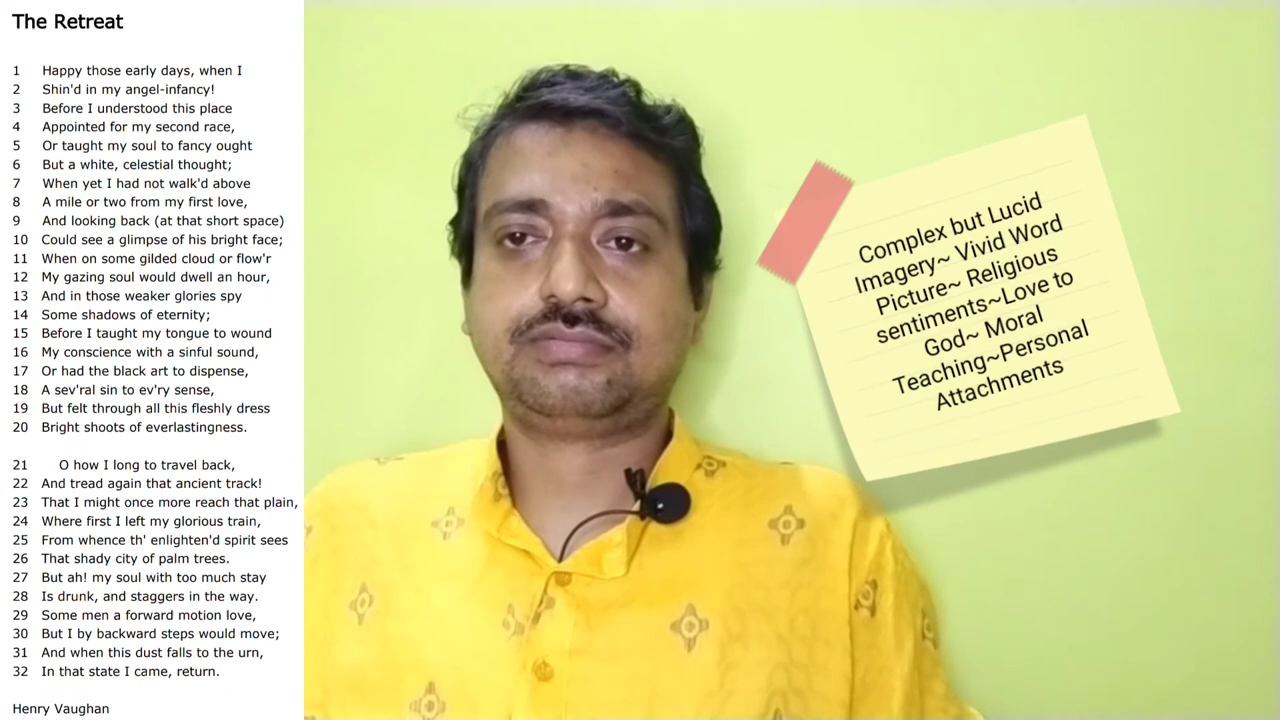 The Retreat
1 Happy those early days, when I
2 Shin'd in my angel-infancy!
3 Before I understood this place
4 Appointed for my second race,
5 Or taught my soul to fancy ought
6 But a white, celestial thought;
7 When yet I had not walk'd above
8 A mile or two from my first love,
9 And looking back (at that short space)
10 Could see a glimpse of his bright face;
11 When on some gilded cloud or flow'r
12 My gazing soul would dwell an hour,
13 And in those weaker glories spy
14 Some shadows of eternity;
15 Before I taught my tongue to wound
16 My conscience with a sinful sound,
17 Or had the black art to dispense,
18 A sev'ral sin to ev'ry sense,
19 But felt through all this fleshly dress
20 Bright shoots of everlastingness.
21 O how I long to travel back,
22 And tread again that ancient track!
23 That I might once more reach that plain,
24 Where first I left my glorious train,
25 From whence th' enlighten'd spirit sees
26 That shady city of palm trees.
27 But ah! my soul with too much stay
28 Is drunk, and staggers in the way.
29 Some men a forward motion love,
30 But I by backward steps would move;
31 And when this dust falls to the urn,
32 In that state I came, return.
Henry Vaughan
Complex but Lucid
Imagery~ Vivid Word
Picture~ Religious
sentiments~Love to
God~ Moral
Teaching~Personal
Attachments